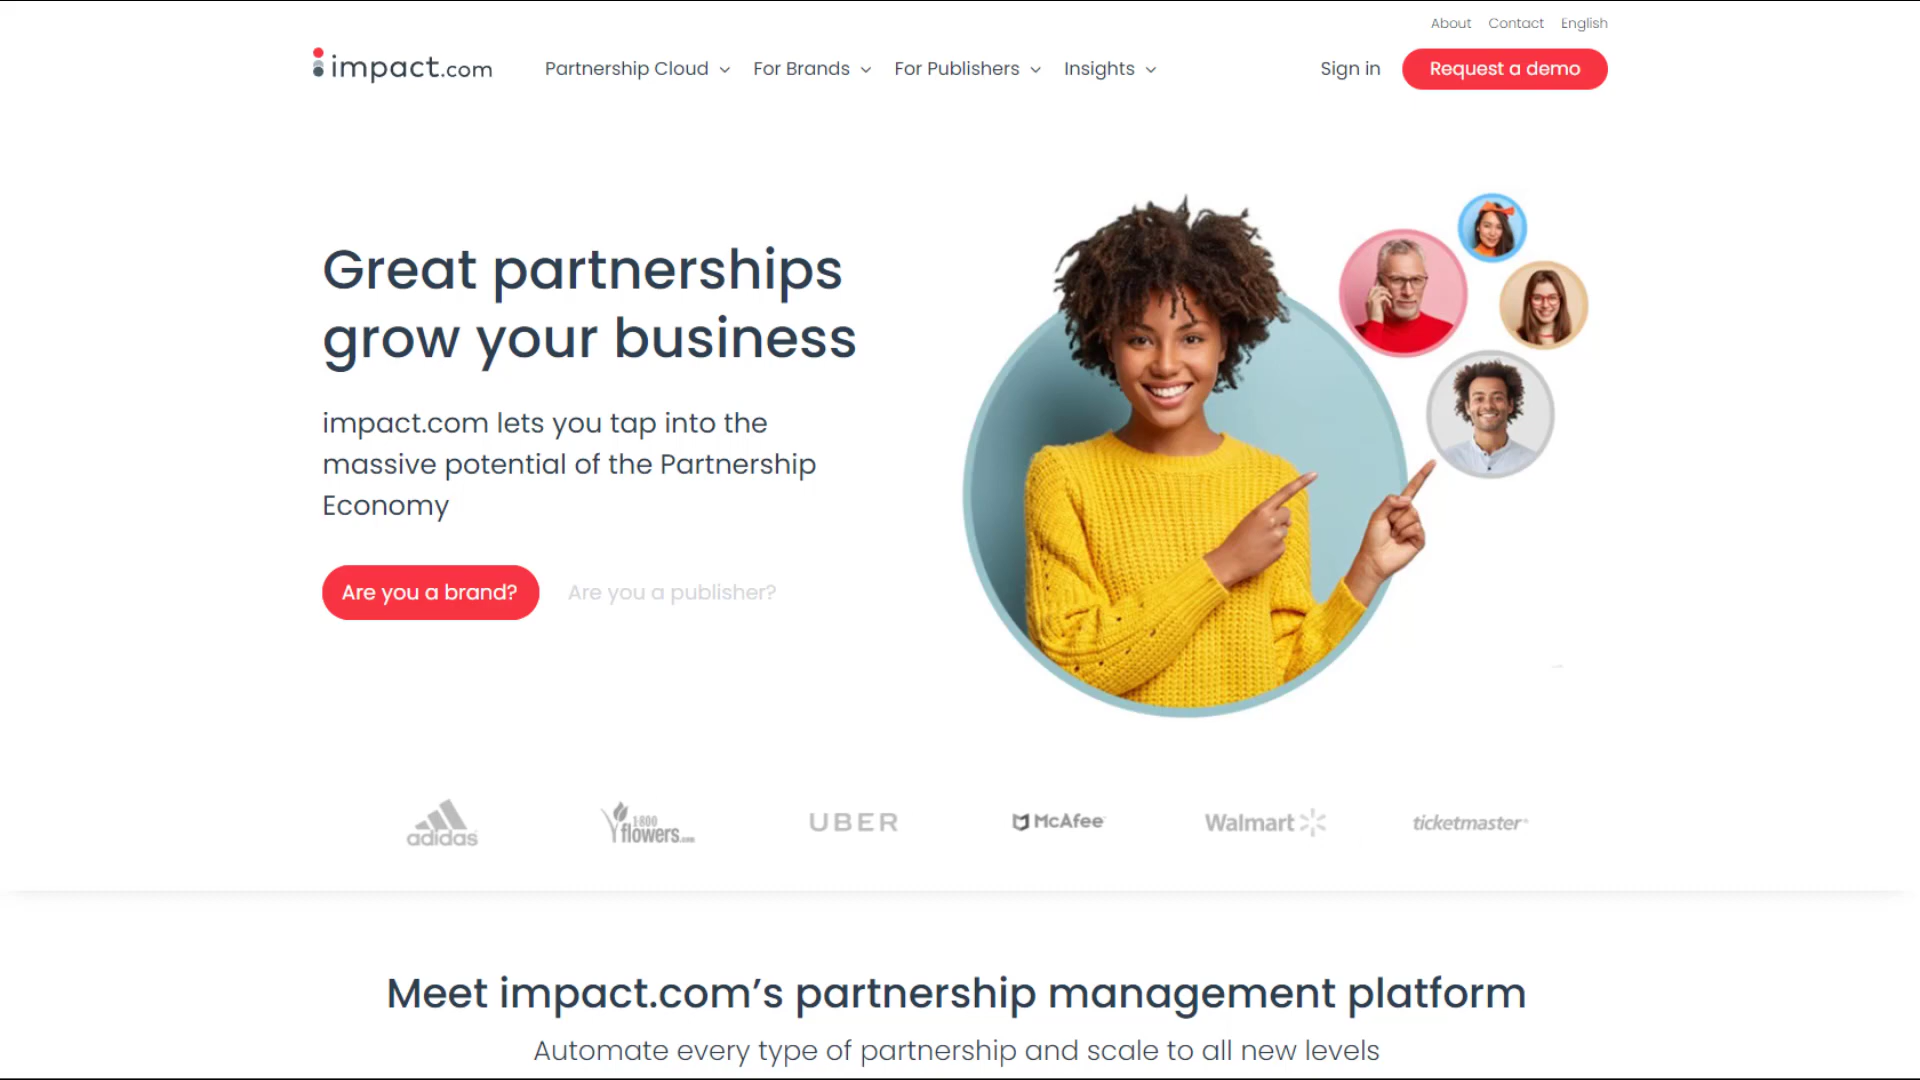 About Contact English
impact.com Partnership Cloud For Brands For Publishers Insights Sign in Request a demo
Great partnerships
grow your business
impact.com lets you tap into the
massive potential of the Partnership
Economy
Are you a brand? Are you a publisher?
adidas 1·800 flowers.com UBER McAfee Walmart ticketmaster
Meet impact.com’s partnership management platform
Automate every type of partnership and scale to all new levels